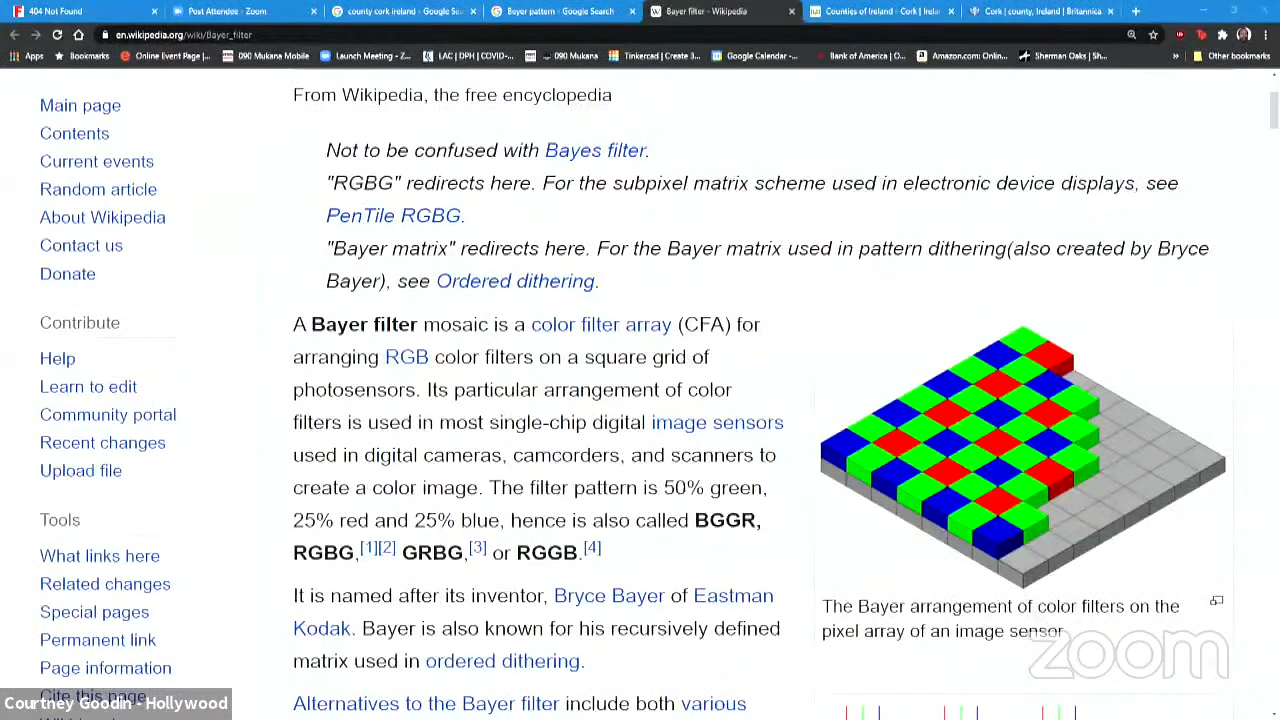 404 Not Found
Post Attendee - Zoom
county cork ireland - Google Se
Beyer pattern - Google Search
Bayer filter - Wikipedia
Counties of Ireland - Cork | Irela
Cork | county, Ireland | Britannica
en.wikipedia.org/wiki/Bayer_filter
Apps
Bookmarks
Online Event Page |...
090 Mukana Mobile
Launch Meeting - Z...
LAC | DPH | COVID-...
090 Mukana
Tinkercad | Create 3...
Google Calendar -...
Bank of America | O...
Amazon.com: Onlin...
Sherman Oaks | Sh...
»
Other bookmarks
Main page
Contents
Current events
Random article
About Wikipedia
Contact us
Donate
Contribute
Help
Learn to edit
Community portal
Recent changes
Upload file
Tools
What links here
Related changes
Special pages
Permanent link
Page information
Cite this page
From Wikipedia, the free encyclopedia
Not to be confused with Bayes filter.
"RGBG" redirects here. For the subpixel matrix scheme used in electronic device displays, see
PenTile RGBG.
"Bayer matrix" redirects here. For the Bayer matrix used in pattern dithering(also created by Bryce
Bayer), see Ordered dithering.
A Bayer filter mosaic is a color filter array (CFA) for
arranging RGB color filters on a square grid of
photosensors. Its particular arrangement of color
filters is used in most single-chip digital image sensors
used in digital cameras, camcorders, and scanners to
create a color image. The filter pattern is 50% green,
25% red and 25% blue, hence is also called BGGR,
RGBG,[1][2] GRBG,[3] or RGGB.[4]
It is named after its inventor, Bryce Bayer of Eastman
Kodak. Bayer is also known for his recursively defined
matrix used in ordered dithering.
Alternatives to the Bayer filter include both various
The Bayer arrangement of color filters on the
pixel array of an image sensor
zoom
Courtney Goodin - Hollywood